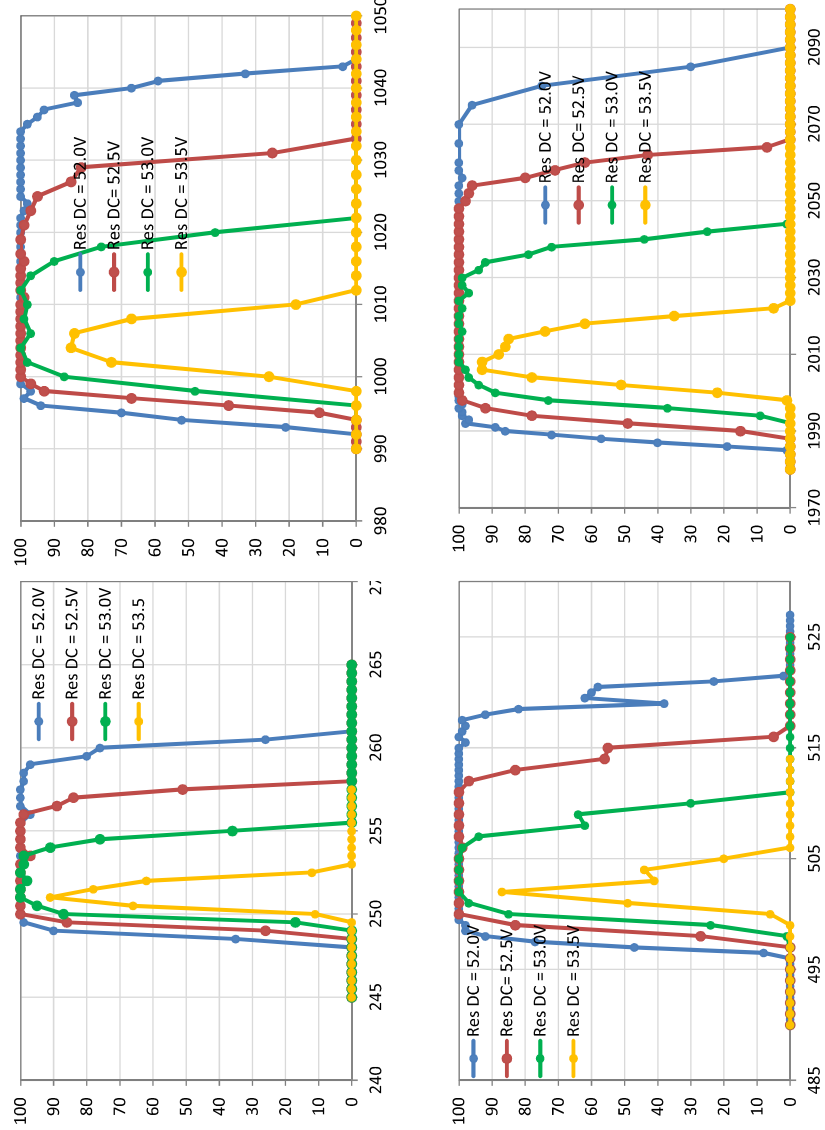 100
90
80
70
60
50
40
30
20
10
0
Res DC = 52.0V
Res DC = 52.5V
Res DC = 53.0V
Res DC = 53.5
240 245 250 255 260 265 27
100
90
80
70
60
50
40
30
20
10
0
Res DC = 52.0V
Res DC= 52.5V
Res DC = 53.0V
Res DC = 53.5V
980 990 1000 1010 1020 1030 1040 1050
100
90
80
70
60
50
40
30
20
10
0
Res DC= 52.0V
Res DC= 52.5V
Res DC = 53.0V
Res DC = 53.5V
485 495 505 515 525
100
90
80
70
60
50
40
30
20
10
0
Res DC = 52.0V
Res DC =52.5V
Res DC = 53.0V
Res DC = 53.5V
1970 1990 2010 2030 2050 2070 2090